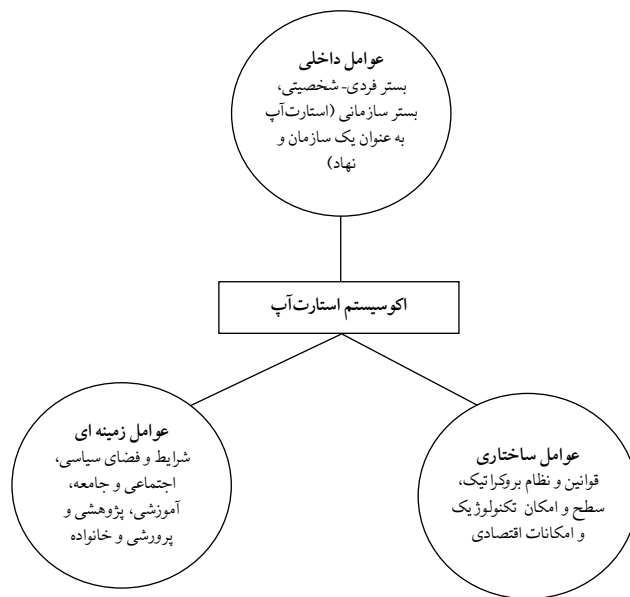 عوامل داخلی
بستر فردی- شخصیتی،
بستر سازمانی (استارت‌آپ
به عنوان یک سازمان و
نهاد)
اکوسیستم استارت‌آپ
عوامل زمینه ای
شرایط و فضای سیاسی،
اجتماعی و جامعه،
آموزشی، پژوهشی و
پرورشی و خانواده
عوامل ساختاری
قوانین و نظام بروکراتیک،
سطح و امکان تکنولوژیک
و امکانات اقتصادی